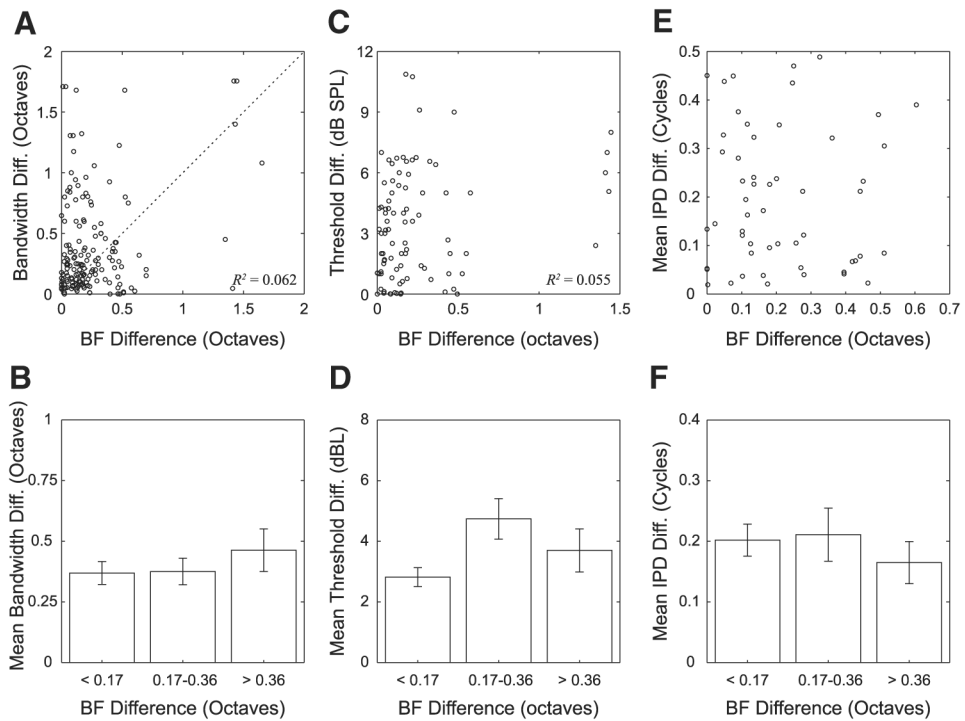 A
Bandwidth Diff. (Octaves)
2
1.5
1
0.5
0
0 0.5 1 1.5 2
R² = 0.062
BF Difference (Octaves)
C
Threshold Diff. (dB SPL)
12
9
6
3
0
0 0.5 1 1.5
R² = 0.055
BF Difference (octaves)
E
Mean IPD Diff. (Cycles)
0.5
0.4
0.3
0.2
0.1
0
0 0.1 0.2 0.3 0.4 0.5 0.6 0.7
BF Difference (Octaves)
B
Mean Bandwidth Diff. (Octaves)
1
0.75
0.5
0.25
0
< 0.17 0.17-0.36 > 0.36
BF Difference (Octaves)
D
Mean Threshold Diff. (dBL)
8
6
4
2
0
< 0.17 0.17-0.36 > 0.36
BF Difference (octaves)
F
Mean IPD Diff. (Cycles)
0.4
0.3
0.2
0.1
0
< 0.17 0.17-0.36 > 0.36
BF Difference (Octaves)